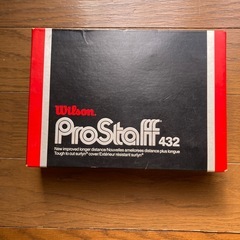 Wilson
ProStaff 432
New improved longer distance/Nouvelles améliorées distance plus longue
Tough to cut surlyn® cover/Extérieur résistant surlyn®